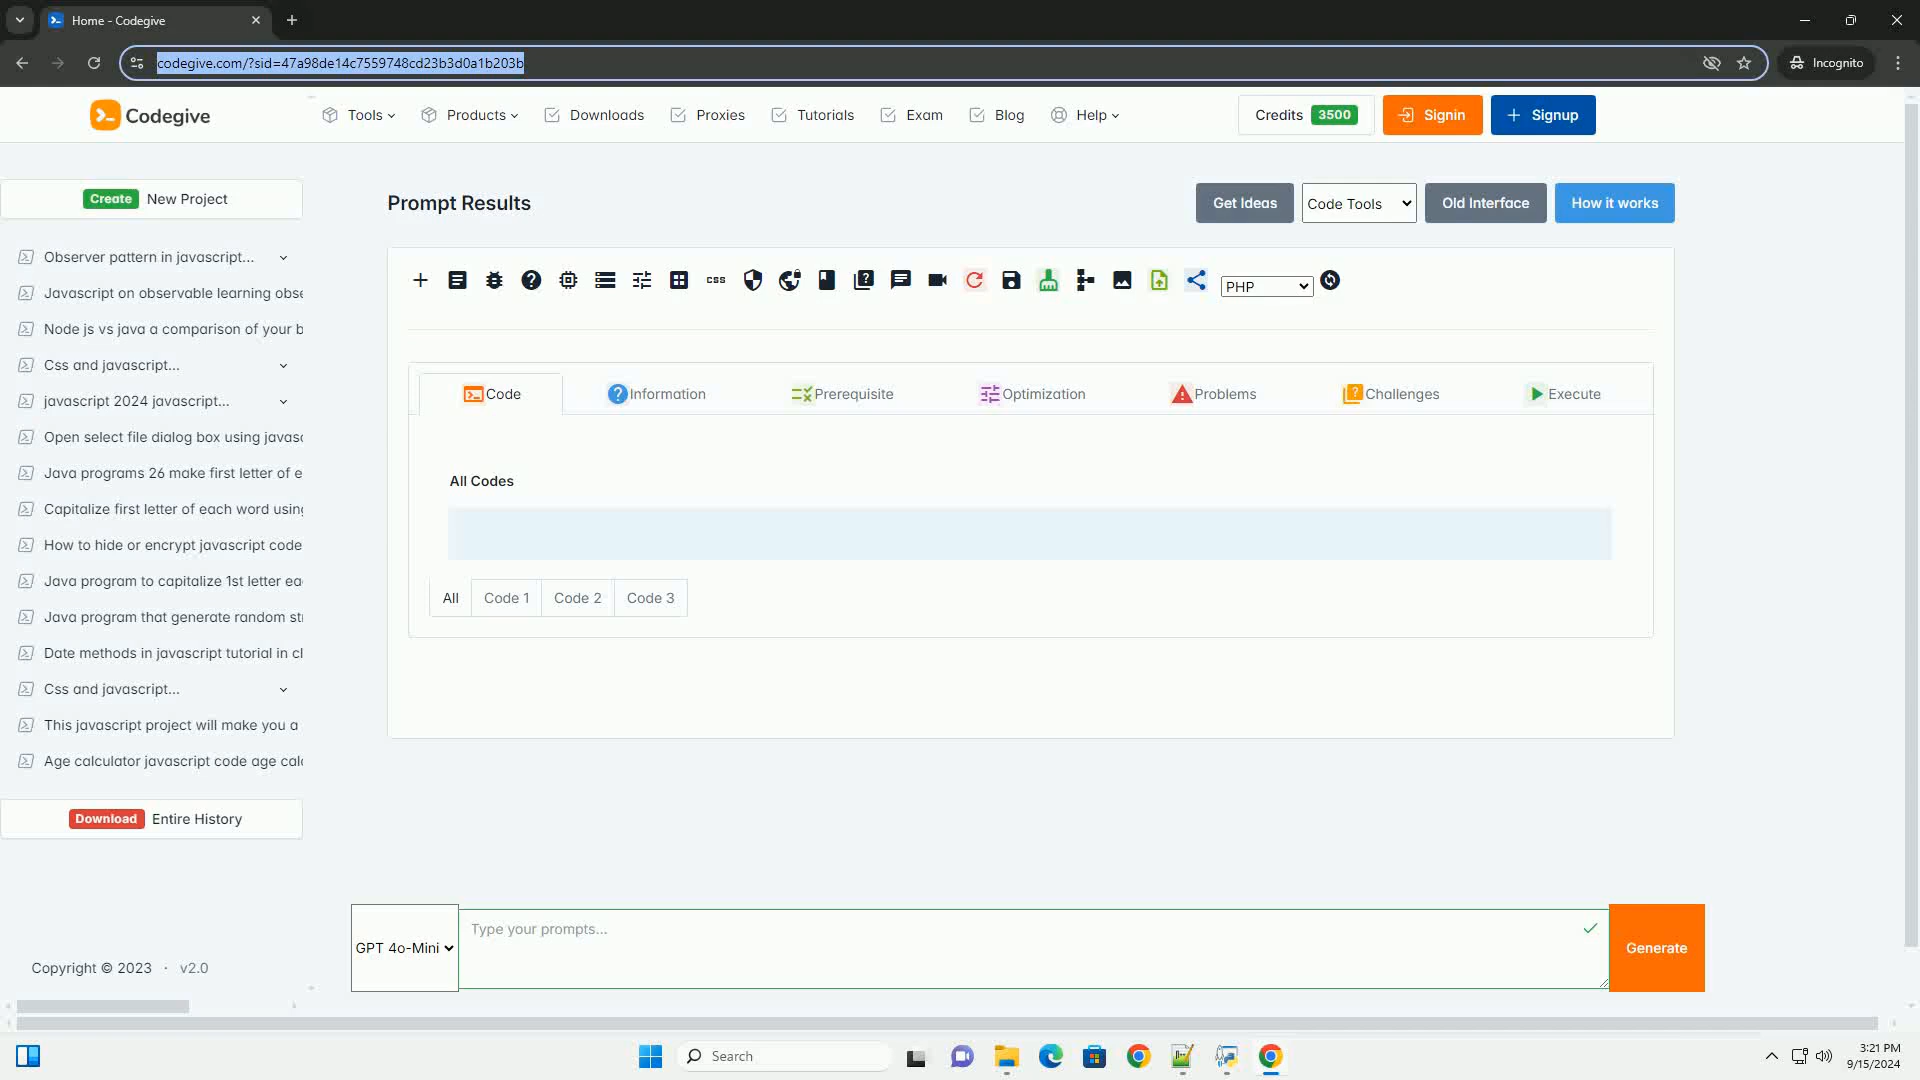 Home - Codegive
codegive.com/?sid=47a98de14c7559748cd23b3d0a1b203b
Incognito
Codegive
Tools
Products
Downloads
Proxies
Tutorials
Exam
Blog
Help
Credits 3500
Signin
Signup
Create New Project
Observer pattern in javascript...
Javascript on observable learning obse
Node js vs java a comparison of your b
Css and javascript...
javascript 2024 javascript...
Open select file dialog box using javasc
Java programs 26 make first letter of e
Capitalize first letter of each word using
How to hide or encrypt javascript code
Java program to capitalize 1st letter ea
Java program that generate random str
Date methods in javascript tutorial in cl
Css and javascript...
This javascript project will make you a
Age calculator javascript code age calc
Download Entire History
Copyright © 2023 · v2.0
Prompt Results
Get Ideas
Code Tools
Old Interface
How it works
css
PHP
Code
Information
Prerequisite
Optimization
Problems
Challenges
Execute
All Codes
All
Code 1
Code 2
Code 3
GPT 4o-Mini
Type your prompts...
Generate
Search
3:21 PM
9/15/2024